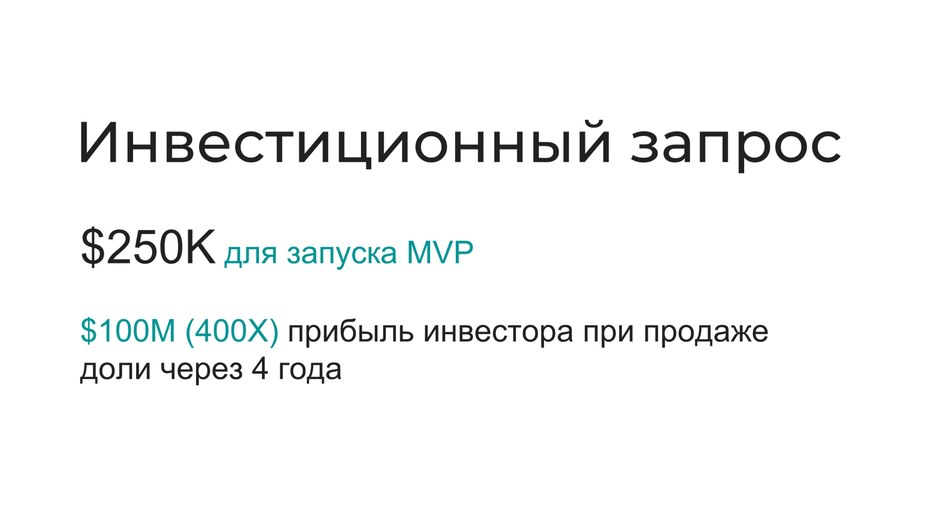 Инвестиционный запрос
$250K для запуска MVP
$100M (400X) прибыль инвестора при продаже
доли через 4 года